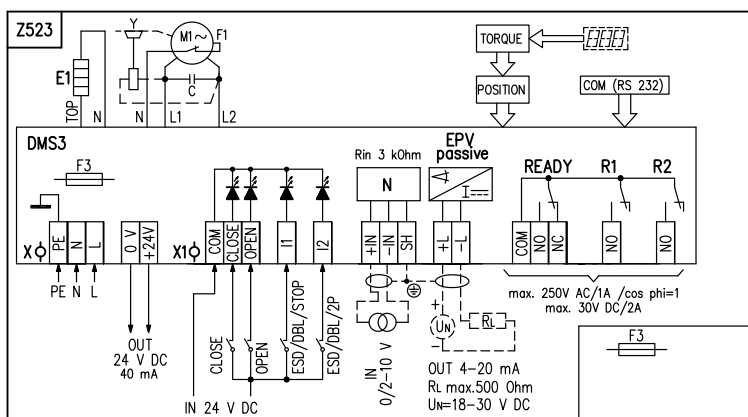 Z523
Y
M1~
F1
E1
C
TOP
N
N
L1
L2
TORQUE
POSITION
COM (RS 232)
DMS3
F3
Rin 3 kOhm
N
EPV
passive
I
READY
R1
R2
X
PE
N
L
0 V
+24V
X1
COM
CLOSE
OPEN
I1
I2
+IN
-IN
SH
+L
-L
COM
NO
NC
NO
NO
PE N L
OUT
24 V DC
40 mA
CLOSE
OPEN
ESD/DBL/STOP
ESD/DBL/2P
IN 24 V DC
IN
0/2-10 V
+
UN
-
RL
OUT 4-20 mA
RL max.500 Ohm
UN=18-30 V DC
max. 250V AC/1A /cos phi=1
max. 30V DC/2A
F3